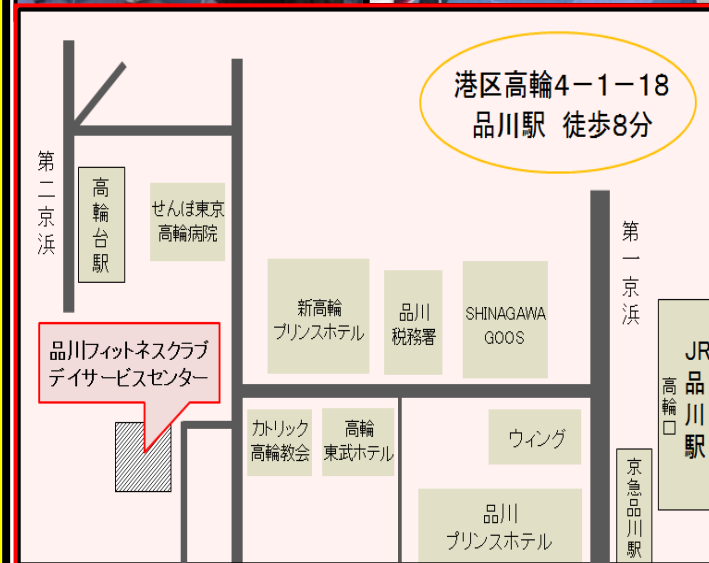 港区高輪4－1－18
品川駅 徒歩8分
第二京浜
高輪台駅
せんぽ東京
高輪病院
新高輪
プリンスホテル
品川
税務署
SHINAGAWA
GOOS
第一京浜
JR品川駅
高輪口
品川フィットネスクラブ
デイサービスセンター
カトリック
高輪教会
高輪
東武ホテル
ウィング
品川
プリンスホテル
京急品川駅